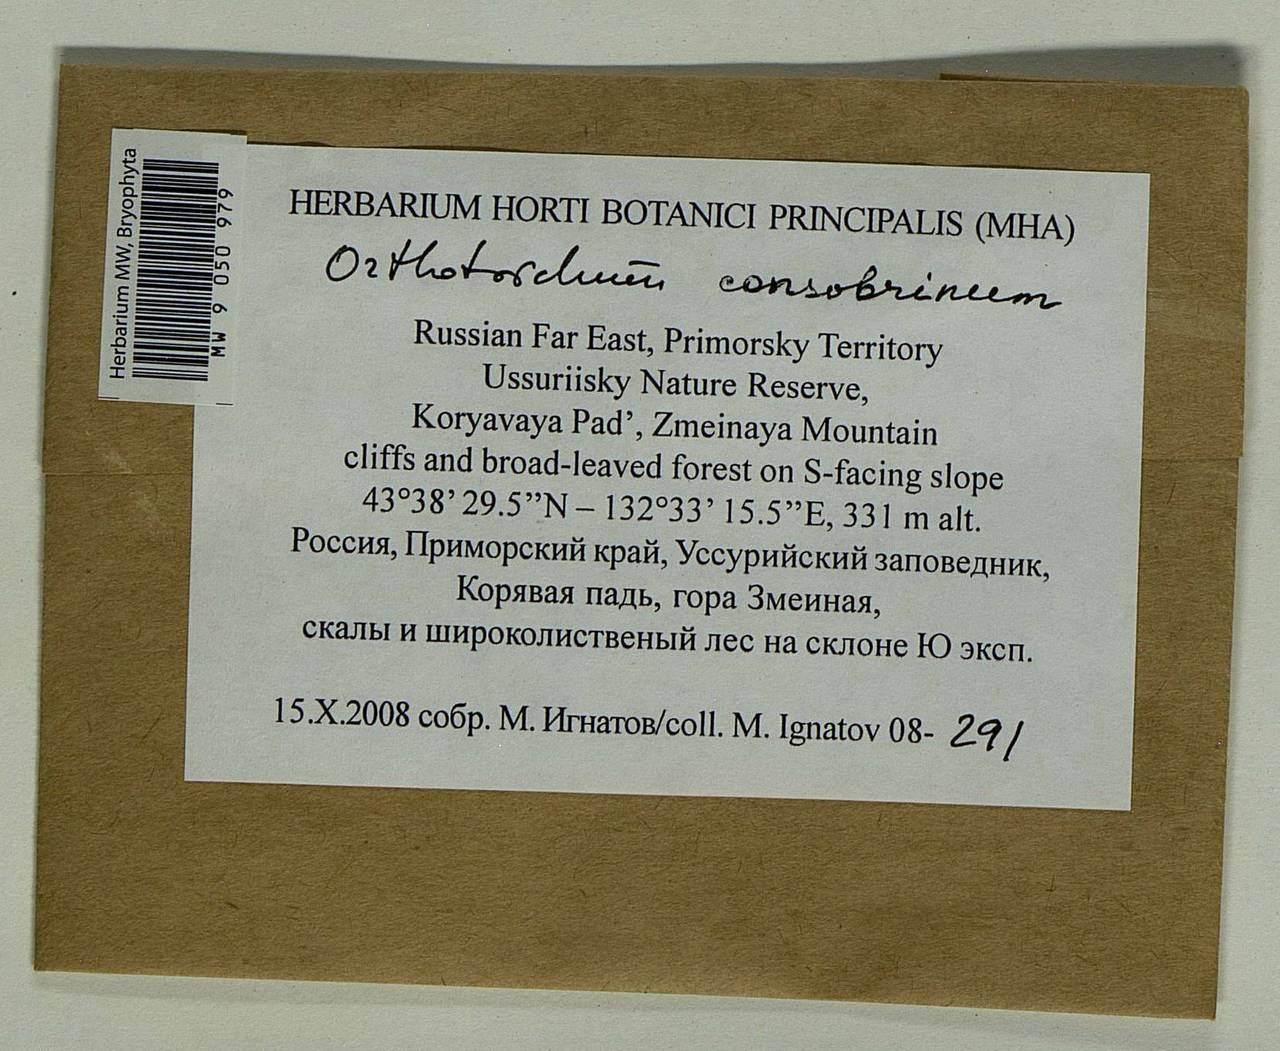 Herbarium MW, Bryophyta
MW 9 050 979
HERBARIUM HORTI BOTANICI PRINCIPALIS (MHA)
Orthotrichum consobrinum
Russian Far East, Primorsky Territory
Ussuriisky Nature Reserve,
Koryavaya Pad’, Zmeinaya Mountain
cliffs and broad-leaved forest on S-facing slope
43°38’ 29.5”N – 132°33’ 15.5”E, 331 m alt.
Россия, Приморский край, Уссурийский заповедник,
Корявая падь, гора Змеиная,
скалы и широколиственый лес на склоне Ю эксп.
15.X.2008 собр. М. Игнатов/coll. M. Ignatov 08- 291